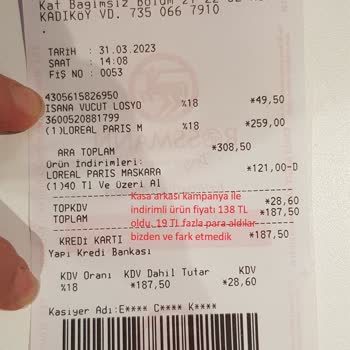 Kat Bağımsız Bölüm
KADIKÖY VD. 735 066 7910
.
TARİH : 31.03.2023
SAAT : 14:08
FİŞ NO : 0053
4305615826950
ISANA VUCUT LOSYO %18 *49,50
3600520881799
(1)LOREAL PARIS M %18 *259,00
ARA TOPLAM *308,50
Ürün İndirimleri:
LOREAL PARIS MASKARA *121,00-D
(1)40 Tl Ve Üzeri Al
Kasa arkası kampanya ile
indirimli ürün fiyatı 138 TL
oldu. 19 TL fazla para aldılar
bizden ve fark etmedik
TOPKDV *28,60
TOPLAM *187,50
KREDİ KARTI *187,50
Yapı Kredi Bankası
KDV Oranı KDV Dahil Tutar KDV
%18 *187,50 *28,60
Kasiyer Adı:E**** C**** K****